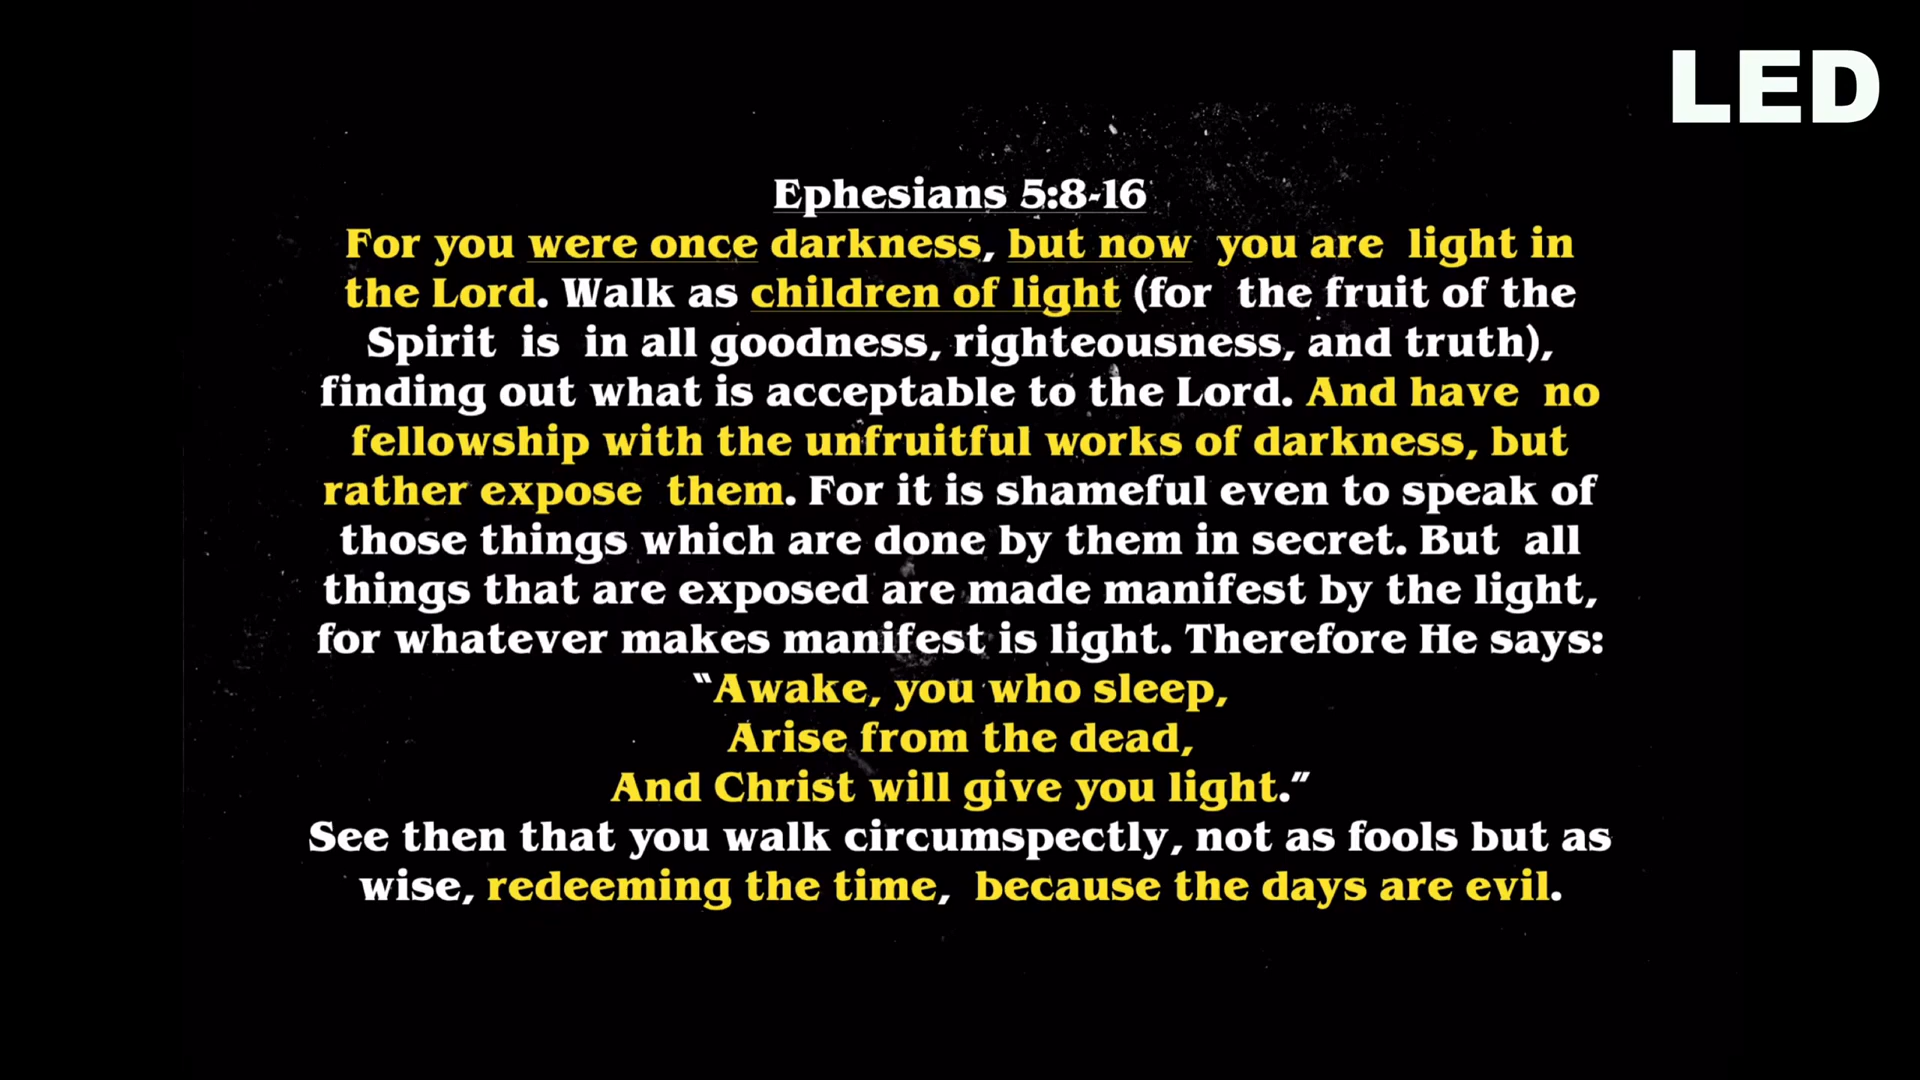 LED
Ephesians 5:8-16
For you were once darkness, but now you are light in
the Lord. Walk as children of light (for the fruit of the
Spirit is in all goodness, righteousness, and truth),
finding out what is acceptable to the Lord. And have no
fellowship with the unfruitful works of darkness, but
rather expose them. For it is shameful even to speak of
those things which are done by them in secret. But all
things that are exposed are made manifest by the light,
for whatever makes manifest is light. Therefore He says:
“Awake, you who sleep,
Arise from the dead,
And Christ will give you light.”
See then that you walk circumspectly, not as fools but as
wise, redeeming the time, because the days are evil.